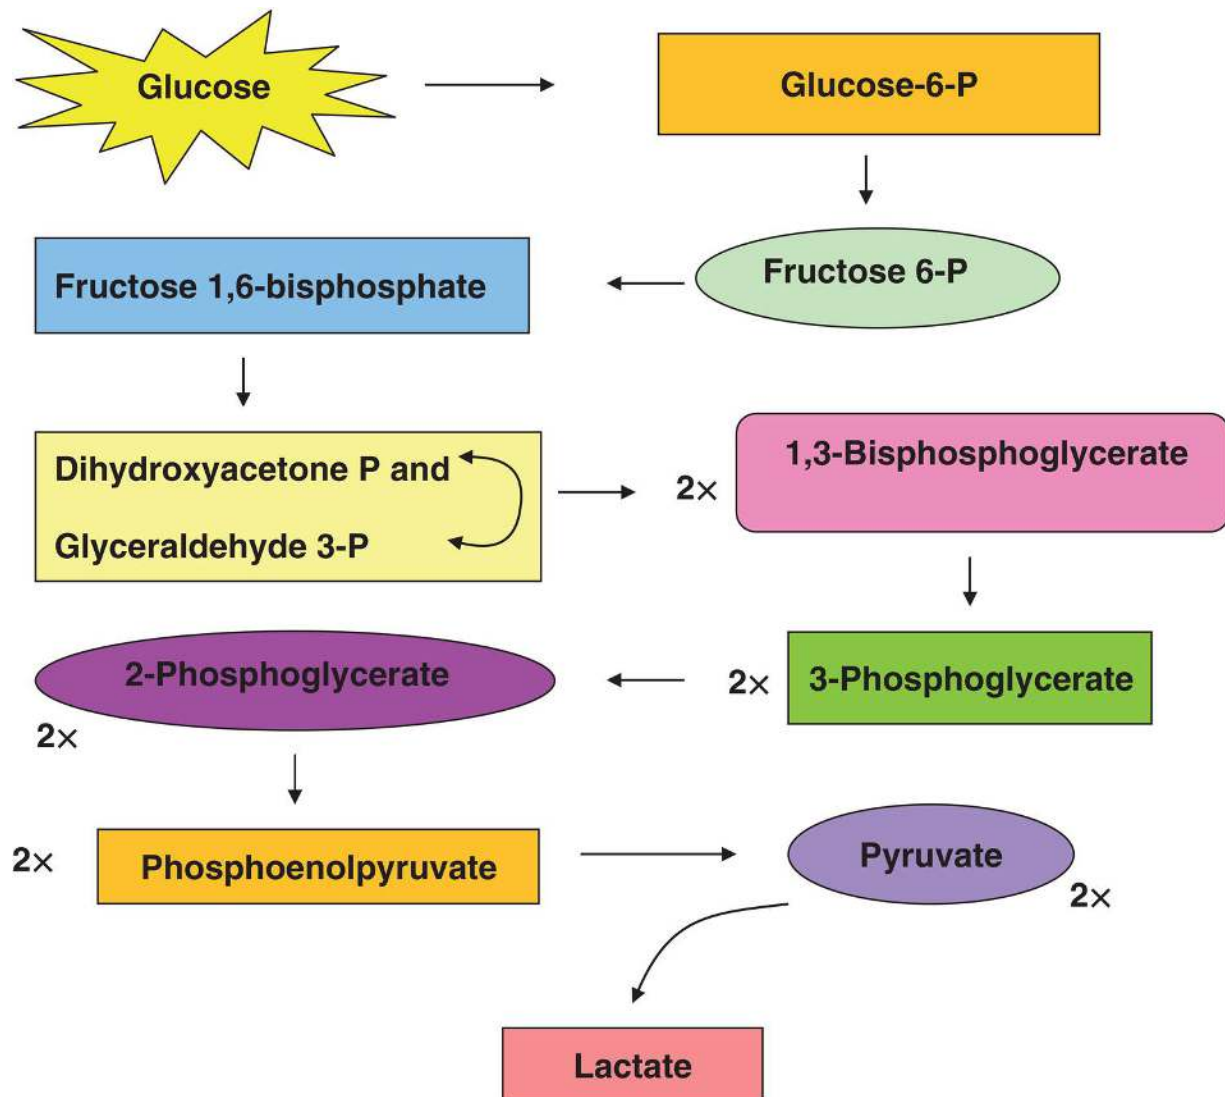 Glucose
Glucose-6-P
Fructose 6-P
Fructose 1,6-bisphosphate
Dihydroxyacetone P and
Glyceraldehyde 3-P
2×
1,3-Bisphosphoglycerate
2×
3-Phosphoglycerate
2-Phosphoglycerate
2×
2×
Phosphoenolpyruvate
Pyruvate
2×
Lactate